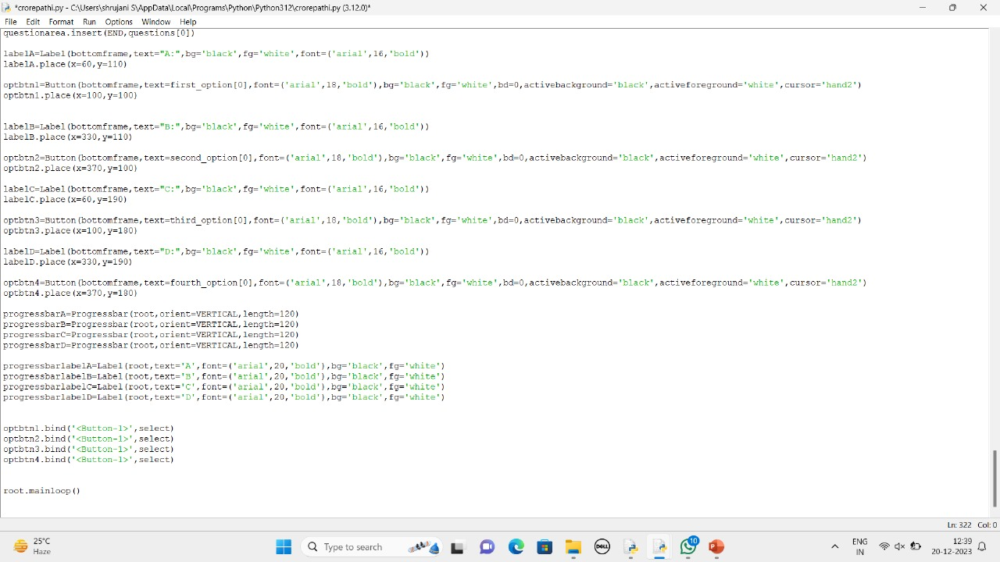 *crorepathi.py - C:\Users\shrujani S\AppData\Local\Programs\Python\Python312\crorepathi.py (3.12.0)*
File Edit Format Run Options Window Help
questionarea.insert(END,questions[0])
labelA=Label(bottomframe,text="A:",bg='black',fg='white',font=('arial',16,'bold'))
labelA.place(x=60,y=110)
optbtn1=Button(bottomframe,text=first_option[0],font=('arial',18,'bold'),bg='black',fg='white',bd=0,activebackground='black',activeforeground='white',cursor='hand2')
optbtn1.place(x=100,y=100)
labelB=Label(bottomframe,text="B:",bg='black',fg='white',font=('arial',16,'bold'))
labelB.place(x=330,y=110)
optbtn2=Button(bottomframe,text=second_option[0],font=('arial',18,'bold'),bg='black',fg='white',bd=0,activebackground='black',activeforeground='white',cursor='hand2')
optbtn2.place(x=370,y=100)
labelC=Label(bottomframe,text="C:",bg='black',fg='white',font=('arial',16,'bold'))
labelC.place(x=60,y=190)
optbtn3=Button(bottomframe,text=third_option[0],font=('arial',18,'bold'),bg='black',fg='white',bd=0,activebackground='black',activeforeground='white',cursor='hand2')
optbtn3.place(x=100,y=180)
labelD=Label(bottomframe,text="D:",bg='black',fg='white',font=('arial',16,'bold'))
labelD.place(x=330,y=190)
optbtn4=Button(bottomframe,text=fourth_option[0],font=('arial',18,'bold'),bg='black',fg='white',bd=0,activebackground='black',activeforeground='white',cursor='hand2')
optbtn4.place(x=370,y=180)
progressbarA=Progressbar(root,orient=VERTICAL,length=120)
progressbarB=Progressbar(root,orient=VERTICAL,length=120)
progressbarC=Progressbar(root,orient=VERTICAL,length=120)
progressbarD=Progressbar(root,orient=VERTICAL,length=120)
progressbarlabelA=Label(root,text='A',font=('arial',20,'bold'),bg='black',fg='white')
progressbarlabelB=Label(root,text='B',font=('arial',20,'bold'),bg='black',fg='white')
progressbarlabelC=Label(root,text='C',font=('arial',20,'bold'),bg='black',fg='white')
progressbarlabelD=Label(root,text='D',font=('arial',20,'bold'),bg='black',fg='white')
optbtn1.bind('<Button-1>',select)
optbtn2.bind('<Button-1>',select)
optbtn3.bind('<Button-1>',select)
optbtn4.bind('<Button-1>',select)
root.mainloop()
Ln: 322 Col: 0
25°C
Haze
Type to search
DELL
10
P
ENG
IN
12:39
20-12-2023